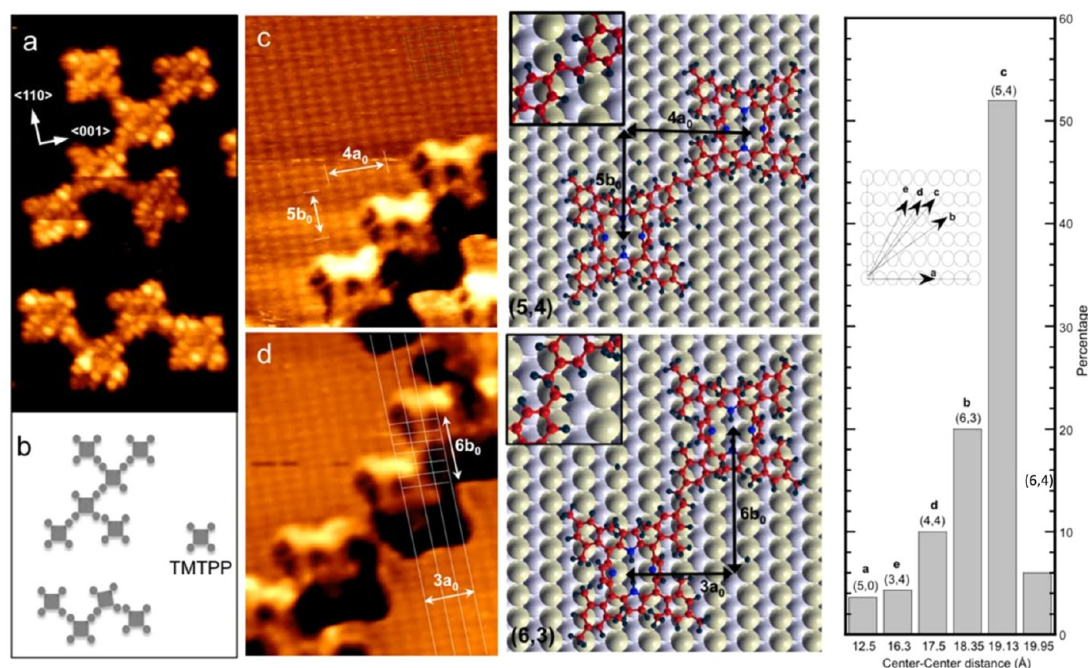 a
<110>
<001>
b
TMTPP
c
4a₀
5b₀
d
6b₀
3a₀
4a₀
5b₀
(5,4)
6b₀
3a₀
(6,3)
60
50
40
30
20
10
0
Percentage
c
(5,4)
e d c
b
a
b
(6,3)
(6,4)
d
(4,4)
a
(5,0)
e
(3,4)
12.5 16.3 17.5 18.35 19.13 19.95
Center-Center distance (Å)